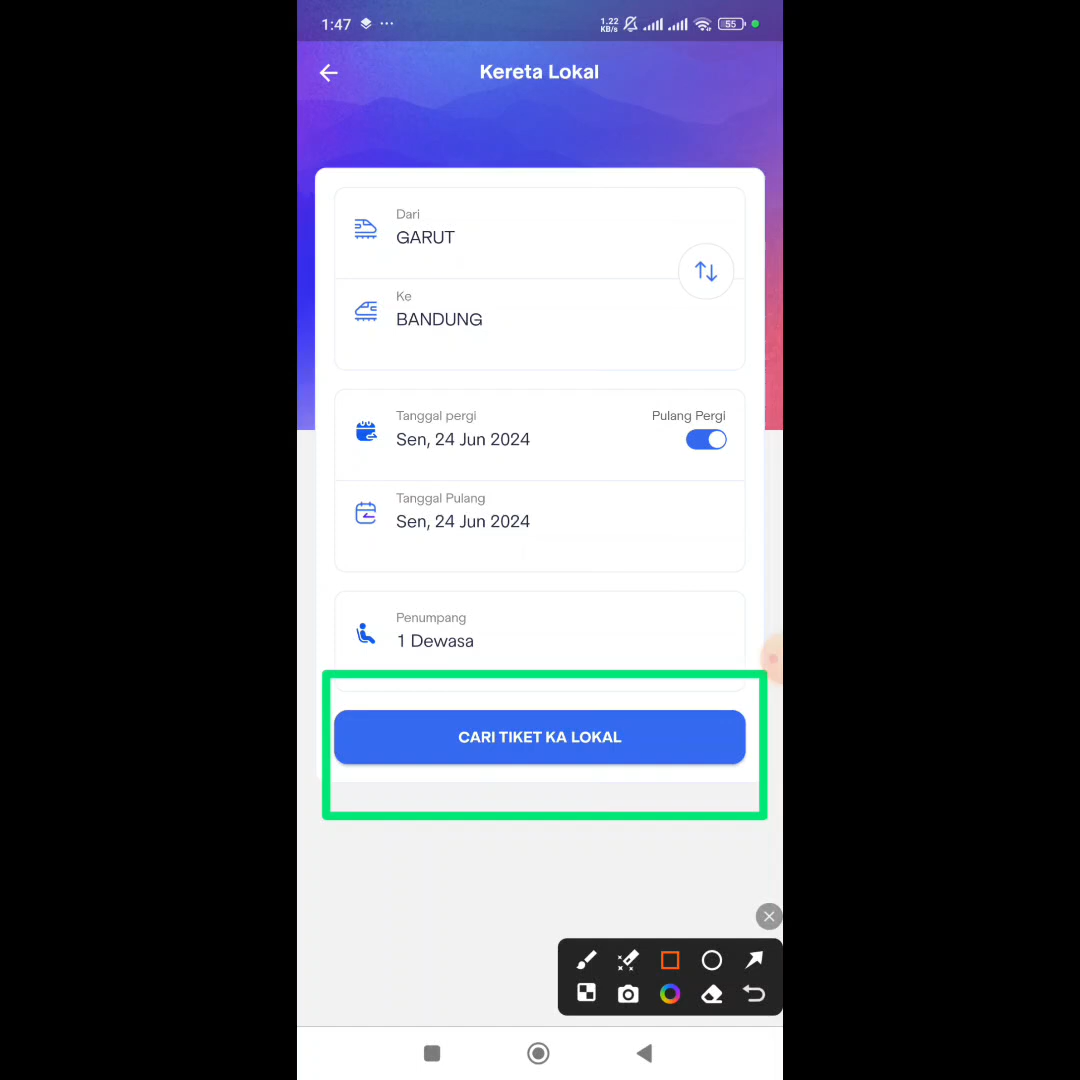 1:47
1.22
KB/s
55
Kereta Lokal
Dari
GARUT
Ke
BANDUNG
Tanggal pergi
Pulang Pergi
Sen, 24 Jun 2024
Tanggal Pulang
Sen, 24 Jun 2024
Penumpang
1 Dewasa
CARI TIKET KA LOKAL